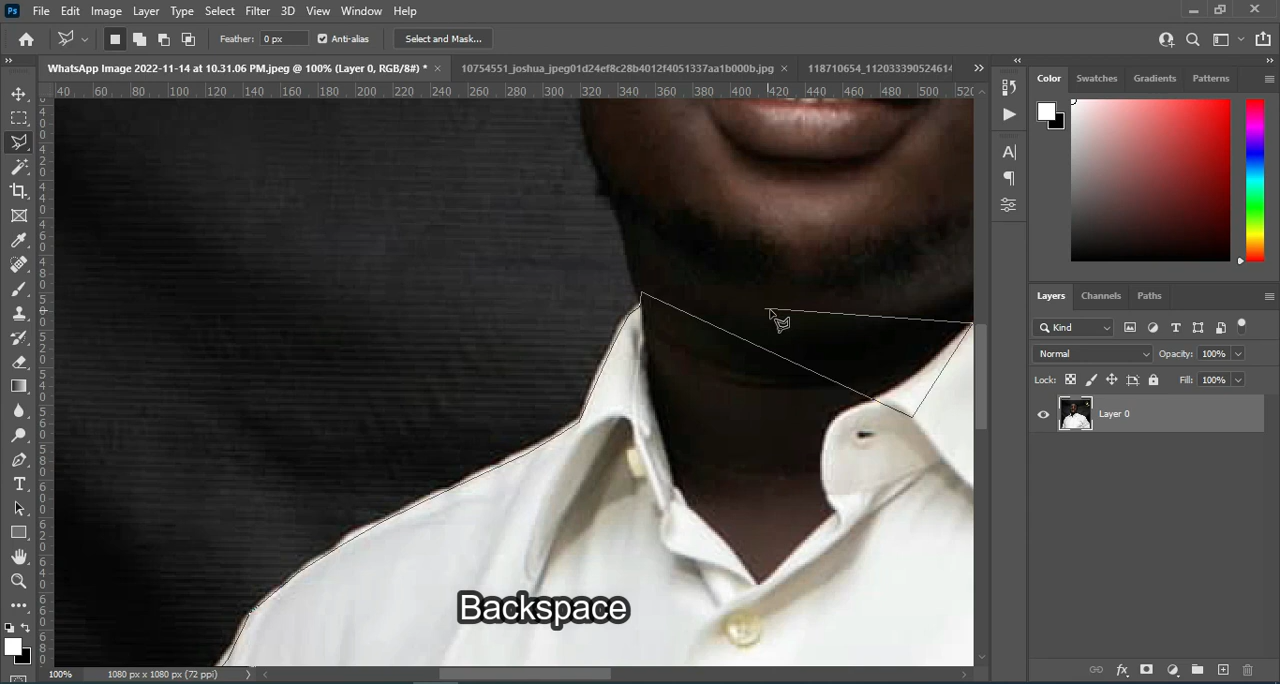 Ps File Edit Image Layer Type Select Filter 3D View Window Help
Feather: 0 px Anti-alias Select and Mask...
WhatsApp Image 2022-11-14 at 10.31.06 PM.jpeg @ 100% (Layer 0, RGB/8#) * × 10754551_joshua_jpeg01d24ef8c28b4012f4051337aa1b000b.jpg × 118710654_112033390524614
40 60 80 100 120 140 160 180 200 220 240 260 280 300 320 340 360 380 400 420 440 460 480 500 520
Color Swatches Gradients Patterns
Layers Channels Paths
Kind
Normal Opacity: 100%
Lock: Fill: 100%
Layer 0
Backspace
100% 1080 px x 1080 px (72 ppi)